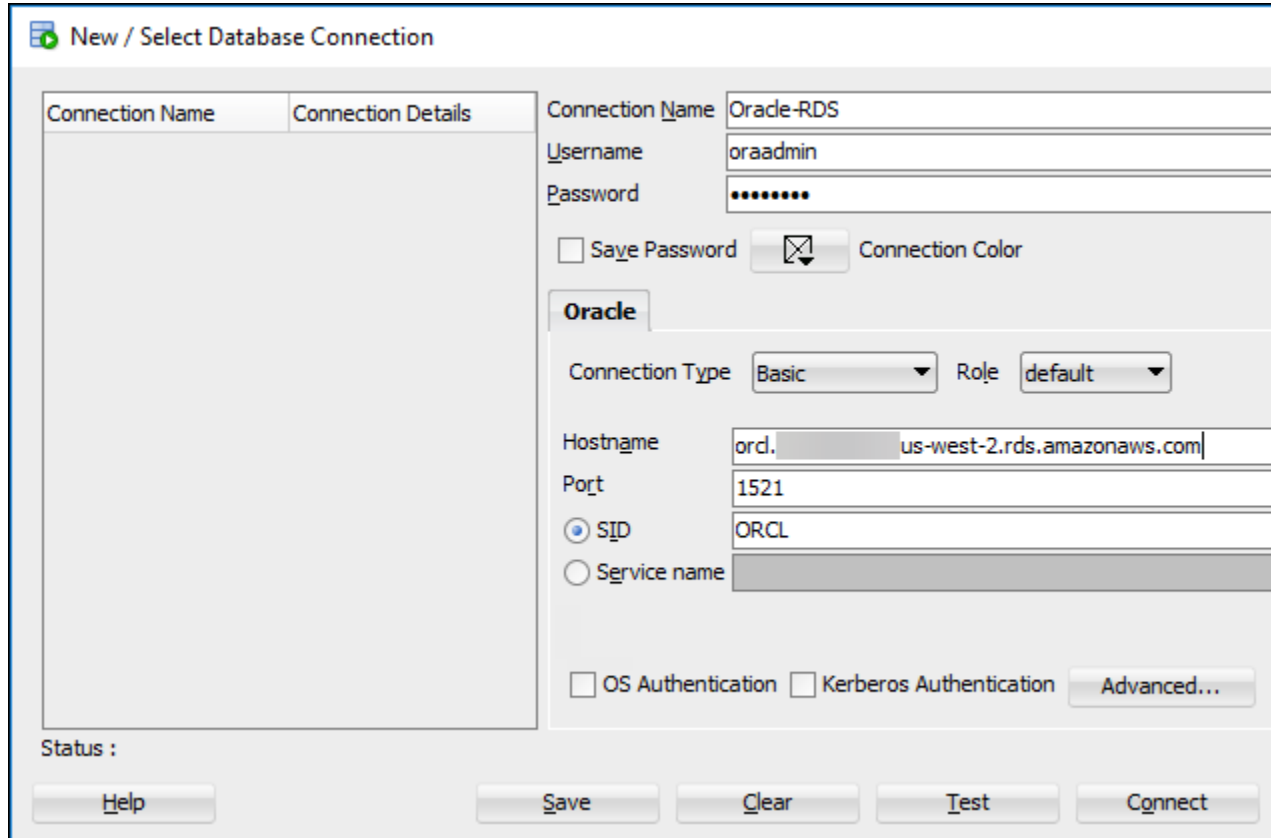 New / Select Database Connection
Connection Name Connection Details
Connection Name Oracle-RDS
Username oraadmin
Password ••••••••
Save Password Connection Color
Oracle
Connection Type Basic Role default
Hostname orcl. us-west-2.rds.amazonaws.com
Port 1521
SID ORCL
Service name
OS Authentication Kerberos Authentication Advanced...
Status :
Help Save Clear Test Connect